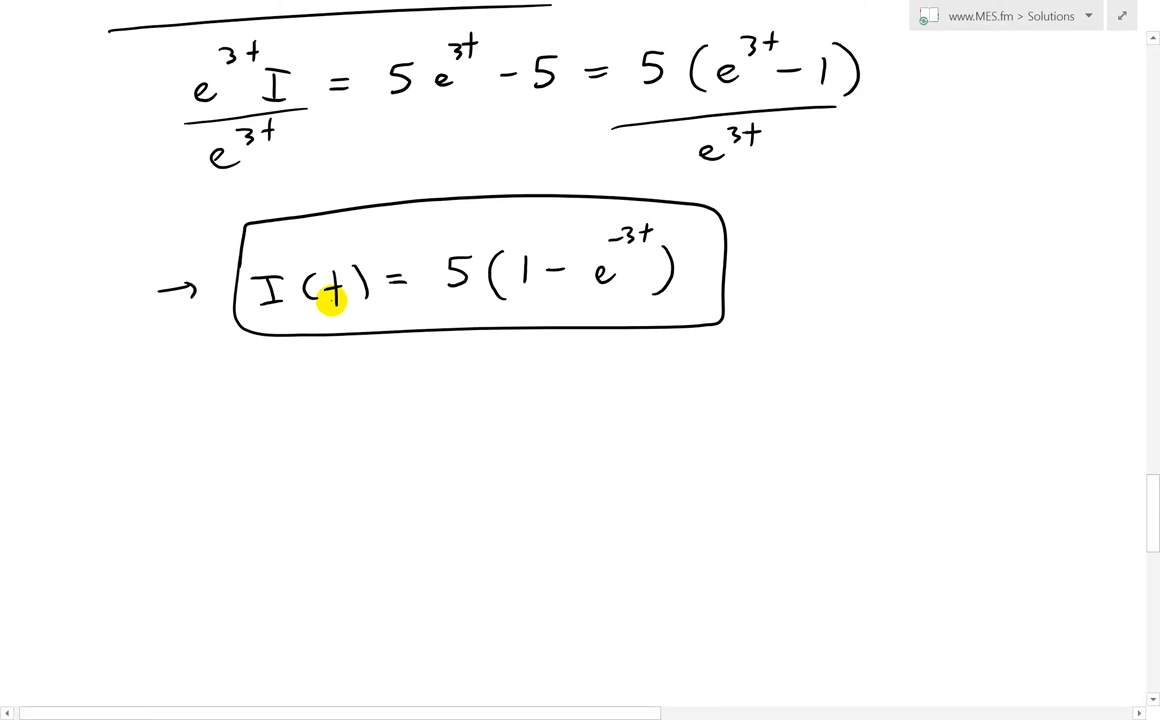 www.MES.fm > Solutions
e^{3t} I / e^{3t} = 5 e^{3t} - 5 = 5 (e^{3t} - 1) / e^{3t}
→ I (t) = 5 (1 - e^{-3t})